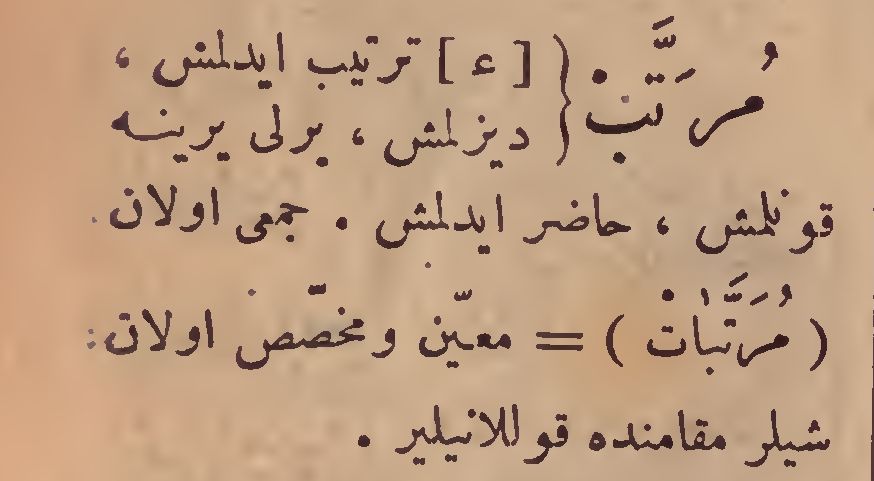 مُرَتَّبْ { [ ء ] ترتيب ايدلمش ،
ديزلمش ، يرلى يرينه
قونلمش ، حاضر ايدلمش . جمعى اولان
( مُرَتَّبَاتْ ) = معيّن ومخصّص اولان
شيلر مقامنده قوللانيلير .